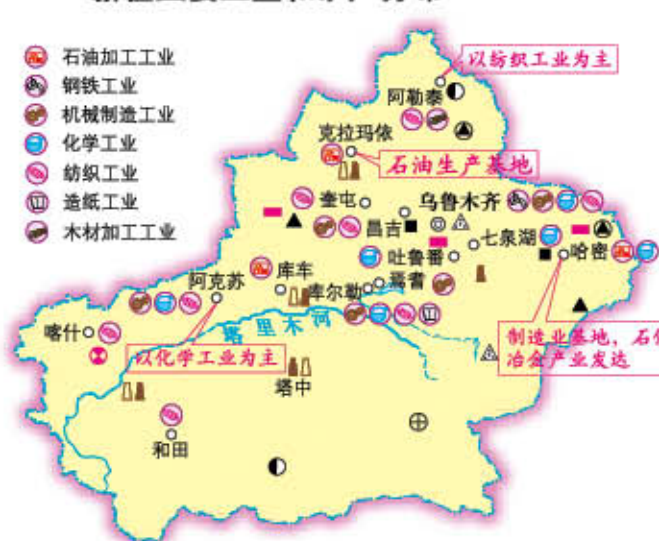 石油加工工业
钢铁工业
机械制造工业
化学工业
纺织工业
造纸工业
木材加工工业
以纺织工业为主
阿勒泰
克拉玛依
石油生产基地
奎屯
乌鲁木齐
昌吉
七泉湖
哈密
吐鲁番
阿克苏
库车
库尔勒
焉耆
喀什
塔里木河
以化学工业为主
制造业基地，石化
冶金产业发达
塔中
和田